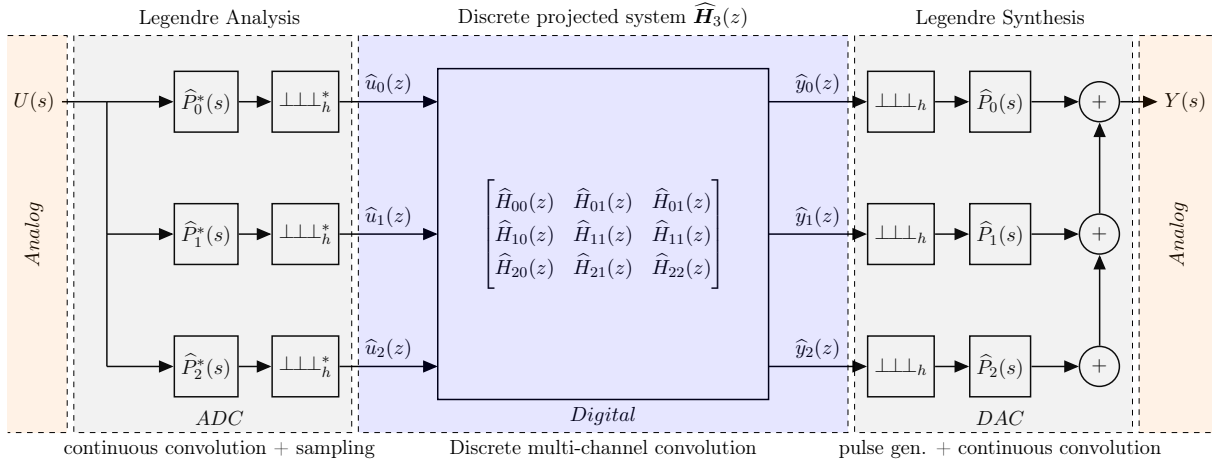 Legendre Analysis
Discrete projected system Ĥ₃(z)
Legendre Synthesis
U(s)
P̂₀*(s)
⊥⊥⊥ₕ*
û₀(z)
ŷ₀(z)
⊥⊥⊥ₕ
P̂₀(s)
+
Y(s)
Analog
P̂₁*(s)
⊥⊥⊥ₕ*
û₁(z)
Ĥ₀₀(z) Ĥ₀₁(z) Ĥ₀₁(z)
Ĥ₁₀(z) Ĥ₁₁(z) Ĥ₁₁(z)
Ĥ₂₀(z) Ĥ₂₁(z) Ĥ₂₂(z)
ŷ₁(z)
⊥⊥⊥ₕ
P̂₁(s)
+
Analog
P̂₂*(s)
⊥⊥⊥ₕ*
û₂(z)
ŷ₂(z)
⊥⊥⊥ₕ
P̂₂(s)
+
ADC
Digital
DAC
continuous convolution + sampling
Discrete multi-channel convolution
pulse gen. + continuous convolution